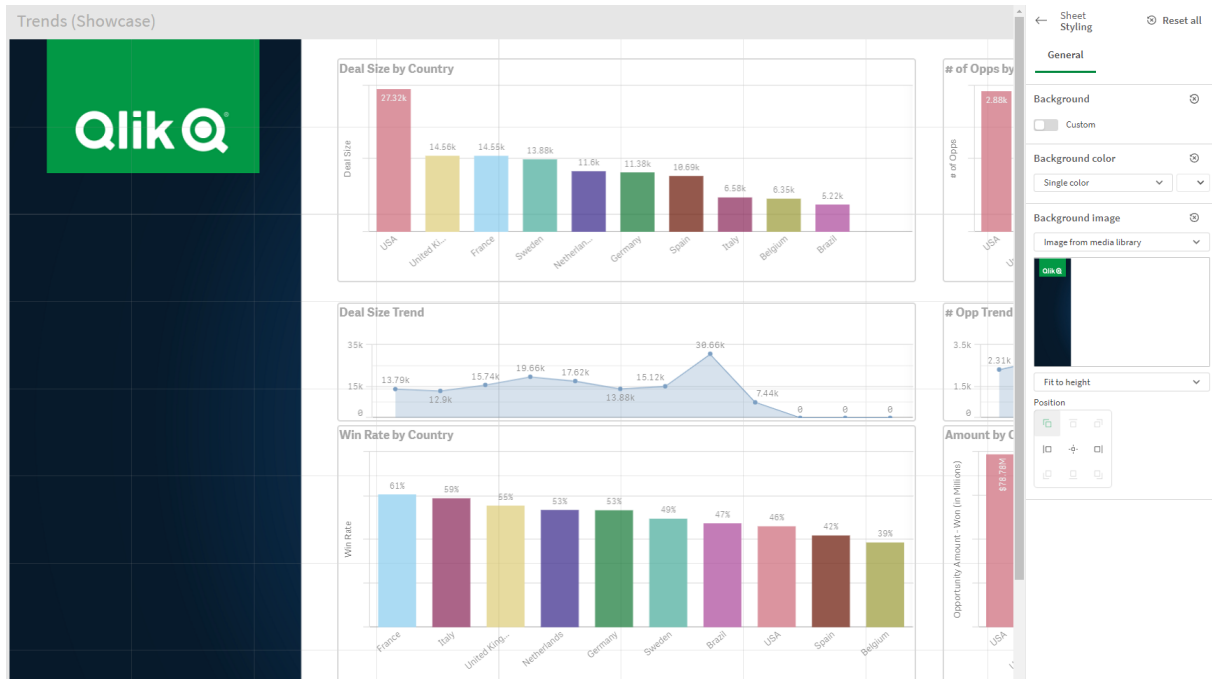 Trends (Showcase)
Sheet
Styling
Reset all
General
Qlik
Deal Size by Country
27.32k
14.56k
14.55k
13.88k
11.6k
11.38k
10.69k
6.58k
6.35k
5.22k
Deal Size
USA
United Ki...
France
Sweden
Netherlan...
Germany
Spain
Italy
Belgium
Brazil
# of Opps by
2.88k
# of Opps
USA
Deal Size Trend
35k
15k
0
13.79k
12.9k
15.74k
19.66k
17.62k
13.88k
15.12k
30.66k
7.44k
0
0
0
# Opp Trend
3.5k
1.5k
0
2.31k
Win Rate by Country
61%
59%
55%
53%
53%
49%
47%
46%
42%
39%
Win Rate
France
Italy
United King...
Netherlands
Germany
Sweden
Brazil
USA
Spain
Belgium
Amount by C
$78.78M
Opportunity Amount - Won (in Millions)
USA
Background
Custom
Background color
Single color
Background image
Image from media library
Qlik
Fit to height
Position